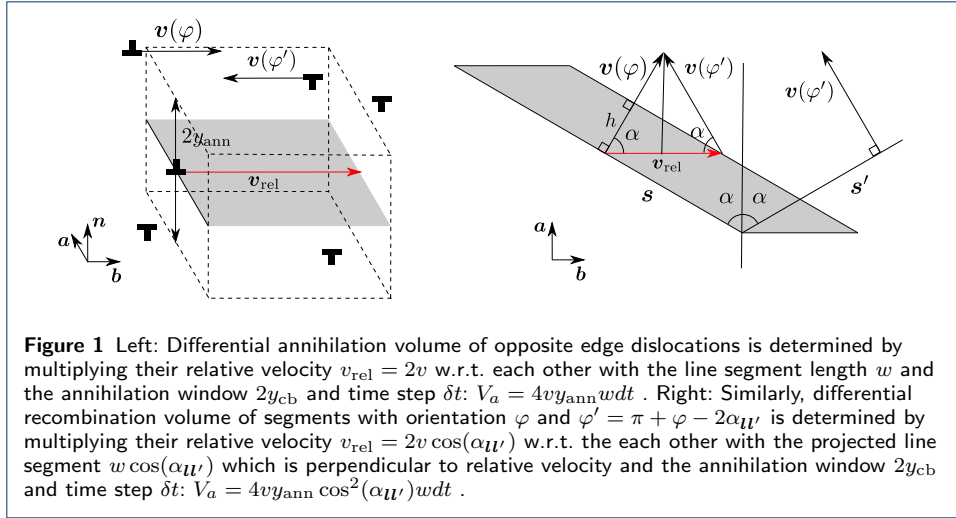 v(φ)
v(φ′)
2y_ann
v_rel
n
a
b
v(φ)
v(φ′)
v(φ′)
h
α
α
v_rel
s
α
α
s′
a
b
Figure 1 Left: Differential annihilation volume of opposite edge dislocations is determined by
multiplying their relative velocity v_rel = 2v w.r.t. each other with the line segment length w and
the annihilation window 2y_cb and time step δt: V_a = 4vy_ann wdt . Right: Similarly, differential
recombination volume of segments with orientation φ and φ′ = π + φ − 2α_ll′ is determined by
multiplying their relative velocity v_rel = 2v cos(α_ll′) w.r.t. the each other with the projected line
segment w cos(α_ll′) which is perpendicular to relative velocity and the annihilation window 2y_cb
and time step δt: V_a = 4vy_ann cos²(α_ll′)wdt .